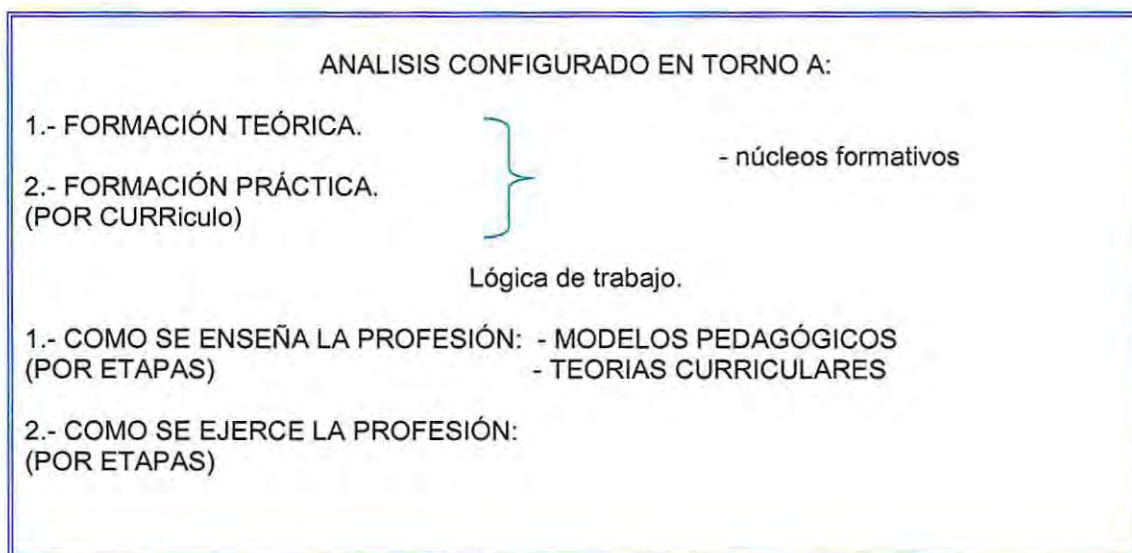 ANALISIS CONFIGURADO EN TORNO A:
1.- FORMACIÓN TEÓRICA.
- núcleos formativos
2.- FORMACIÓN PRÁCTICA.
(POR CURRiculo)
Lógica de trabajo.
1.- COMO SE ENSEÑA LA PROFESIÓN: - MODELOS PEDAGÓGICOS
(POR ETAPAS) - TEORIAS CURRICULARES
2.- COMO SE EJERCE LA PROFESIÓN:
(POR ETAPAS)